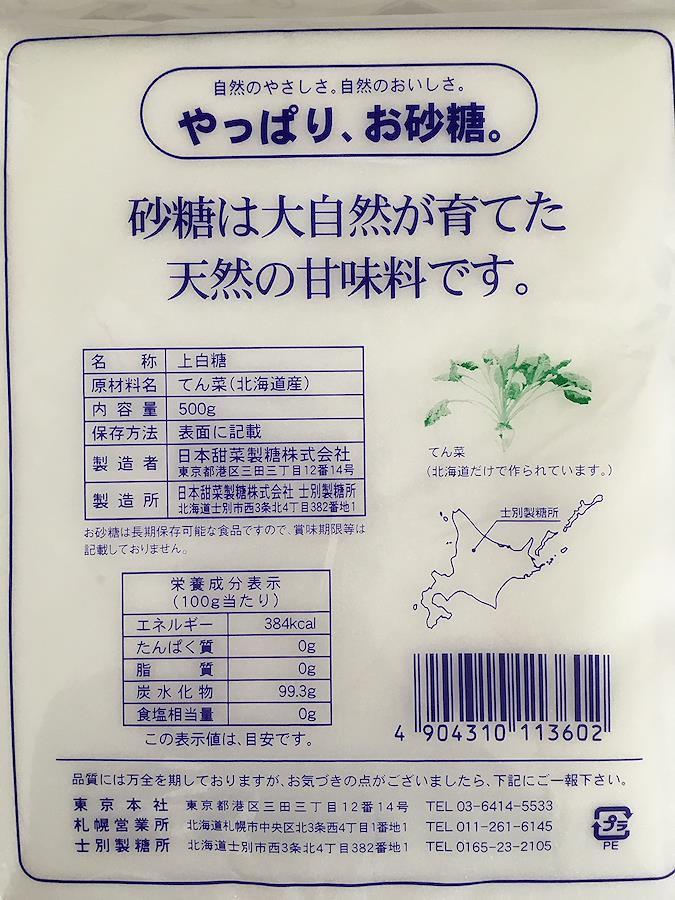 自然のやさしさ。自然のおいしさ。
やっぱり、お砂糖。
砂糖は大自然が育てた
天然の甘味料です。
名 称 上白糖
原材料名 てん菜(北海道産)
内容量 500g
保存方法 表面に記載
製造者 日本甜菜製糖株式会社
東京都港区三田三丁目12番14号
製造所 日本甜菜製糖株式会社 士別製糖所
北海道士別市西3条北4丁目382番地1
お砂糖は長期保存可能な食品ですので、賞味期限等は
記載しておりません。
てん菜
(北海道だけで作られています。)
士別製糖所
栄養成分表示
(100g当たり)
エネルギー 384kcal
たんぱく質 0g
脂 質 0g
炭水化物 99.3g
食塩相当量 0g
この表示値は、目安です。
4 904310 113602
品質には万全を期しておりますが、お気づきの点がございましたら、下記にご一報下さい。
東京本社 東京都港区三田三丁目12番14号 TEL 03-6414-5533
札幌営業所 北海道札幌市中央区北3条西4丁目1番地1 TEL 011-261-6145
士別製糖所 北海道士別市西3条北4丁目382番地1 TEL 0165-23-2105
プラ
PE